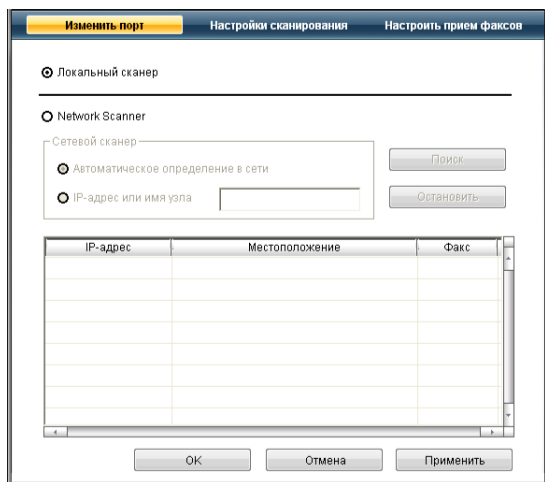 Изменить порт Настройки сканирования Настроить прием факсов
Локальный сканер
Network Scanner
Сетевой сканер
Автоматическое определение в сети
Поиск
IP-адрес или имя узла
Остановить
IP-адрес Местоположение Факс
OK Отмена Применить